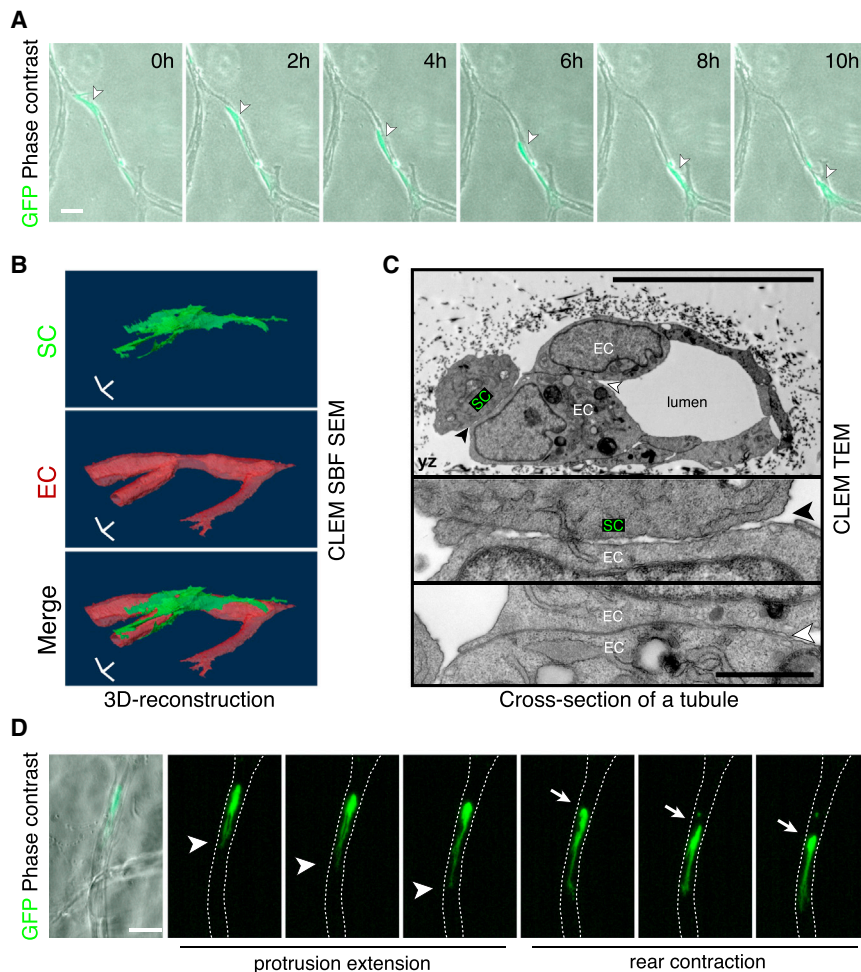 A
GFP Phase contrast
0h
2h
4h
6h
8h
10h
B
SC
EC
Merge
CLEM SBF SEM
3D-reconstruction
C
EC
SC
EC
lumen
yz
SC
EC
EC
EC
CLEM TEM
Cross-section of a tubule
D
GFP Phase contrast
protrusion extension
rear contraction